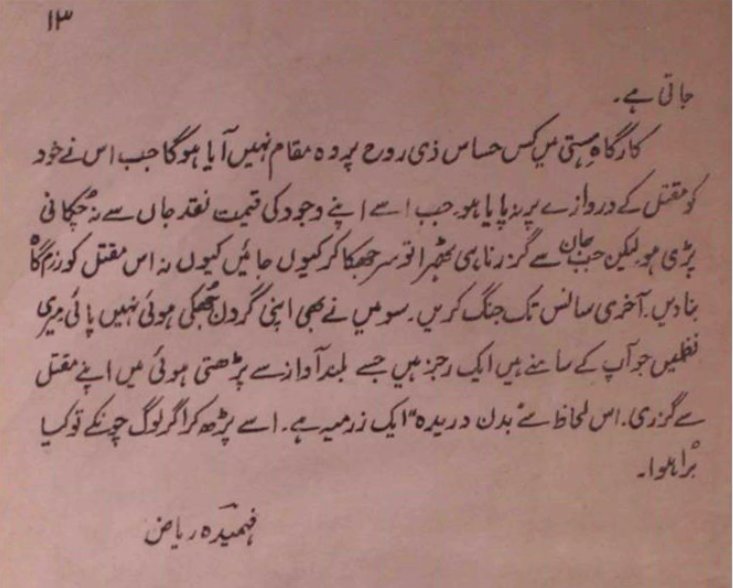 ۱۳
جاتی ہے۔
کارگاہِ ہستی میں کس حساس ذی روح پر وہ مقام نہیں آیا ہوگا جب اس نے خود
کو مقتل کے دروازے پر نہ پایا ہو۔ جب اسے اپنے وجود کی قیمت نقد جاں سے نہ چکانی
پڑی ہو لیکن جب جان سے گزرنا ہی ٹھہرا تو سر جھکا کر کیوں جائیں کیوں نہ اس مقتل کو رزم گاہ
بنا دیں۔ آخری سانس تک جنگ کریں۔ سو میں نے بھی اپنی گردن جھکی ہوئی نہیں پائی میری
نظمیں جو آپ کے سامنے ہیں ایک رجز ہیں جسے بلند آواز سے پڑھتی ہوئی میں اپنے مقتل
سے گزری۔ اس لحاظ سے "بدن دریدہ" ایک رزمیہ ہے۔ اسے پڑھ کر اگر لوگ چونکے تو کیا
برا ہوا۔
فہمیدہ ریاض